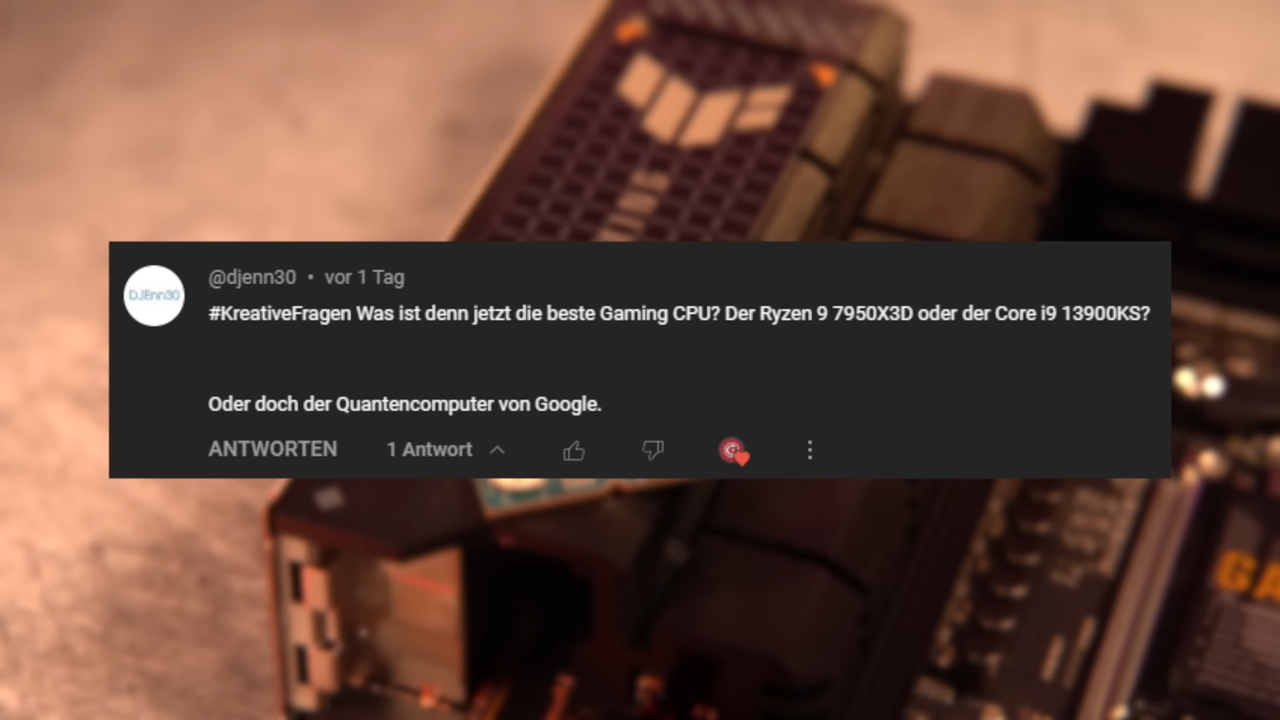 DJEnn30
@djenn30 • vor 1 Tag
#KreativeFragen Was ist denn jetzt die beste Gaming CPU? Der Ryzen 9 7950X3D oder der Core i9 13900KS?
Oder doch der Quantencomputer von Google.
ANTWORTEN 1 Antwort
GA